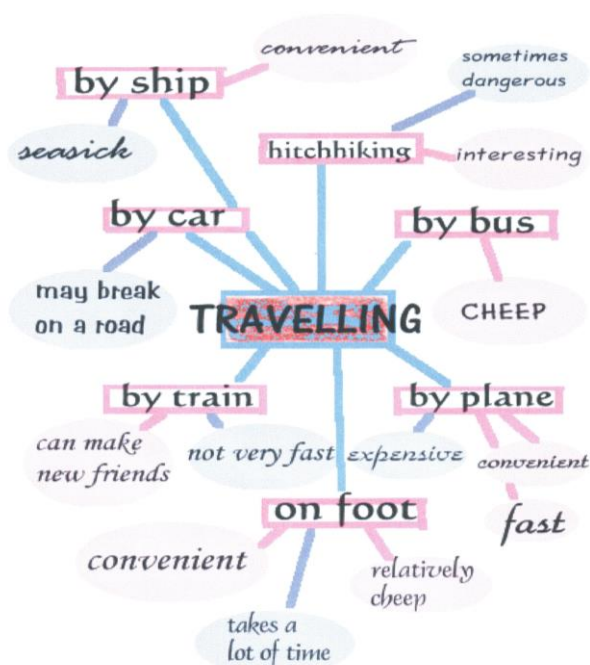 convenient
sometimes
dangerous
by ship
seasick
hitchhiking
interesting
by car
by bus
may break
on a road
TRAVELLING
CHEEP
by train
by plane
can make
new friends
not very fast
expensive
convenient
fast
on foot
convenient
relatively
cheep
takes a
lot of time